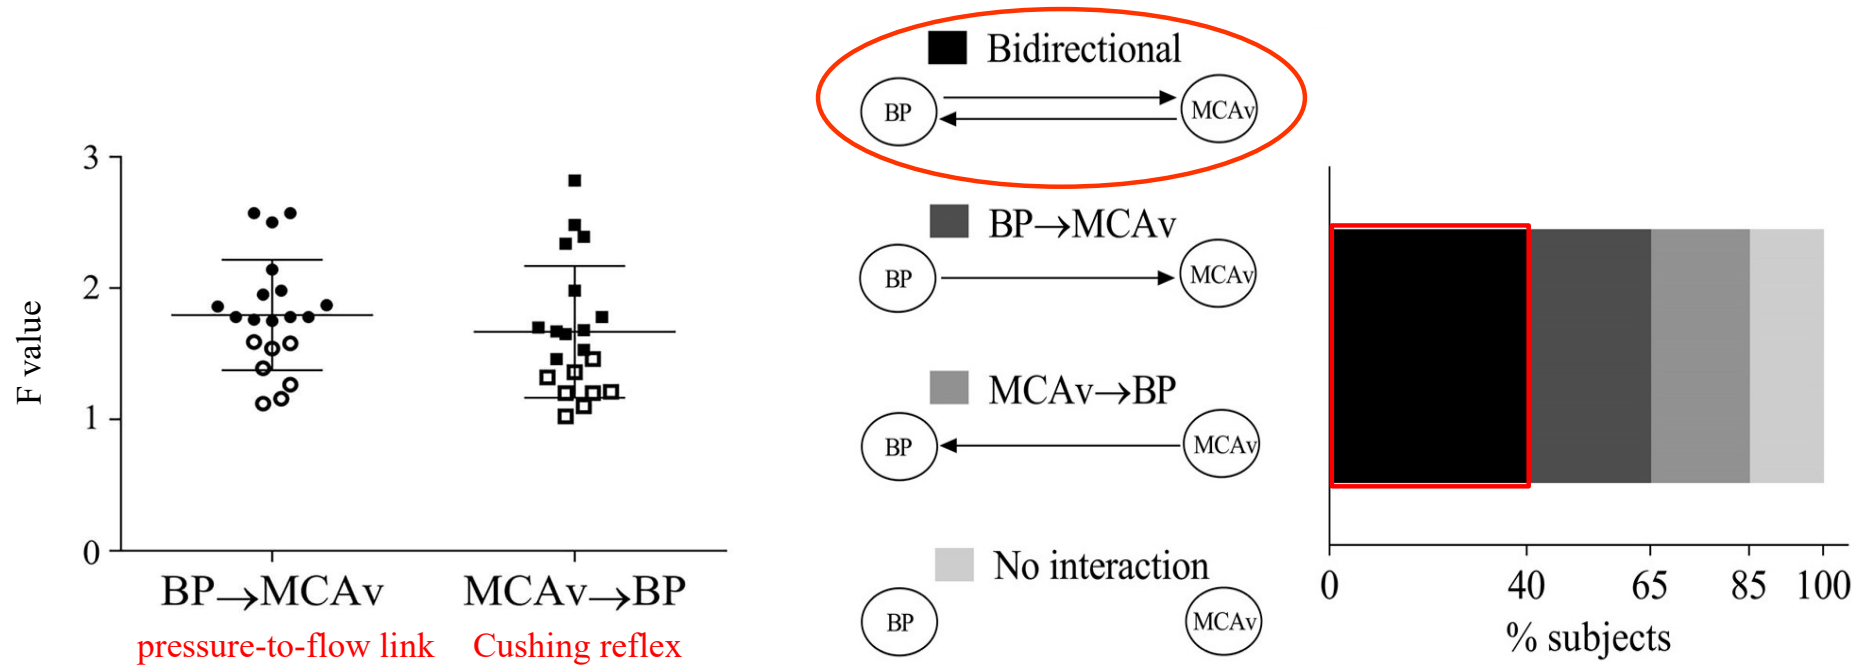 F value
3
2
1
0
BP→MCAv
MCAv→BP
pressure-to-flow link
Cushing reflex
Bidirectional
BP
MCAv
BP→MCAv
BP
MCAv
MCAv→BP
BP
MCAv
No interaction
BP
MCAv
0 40 65 85 100
% subjects